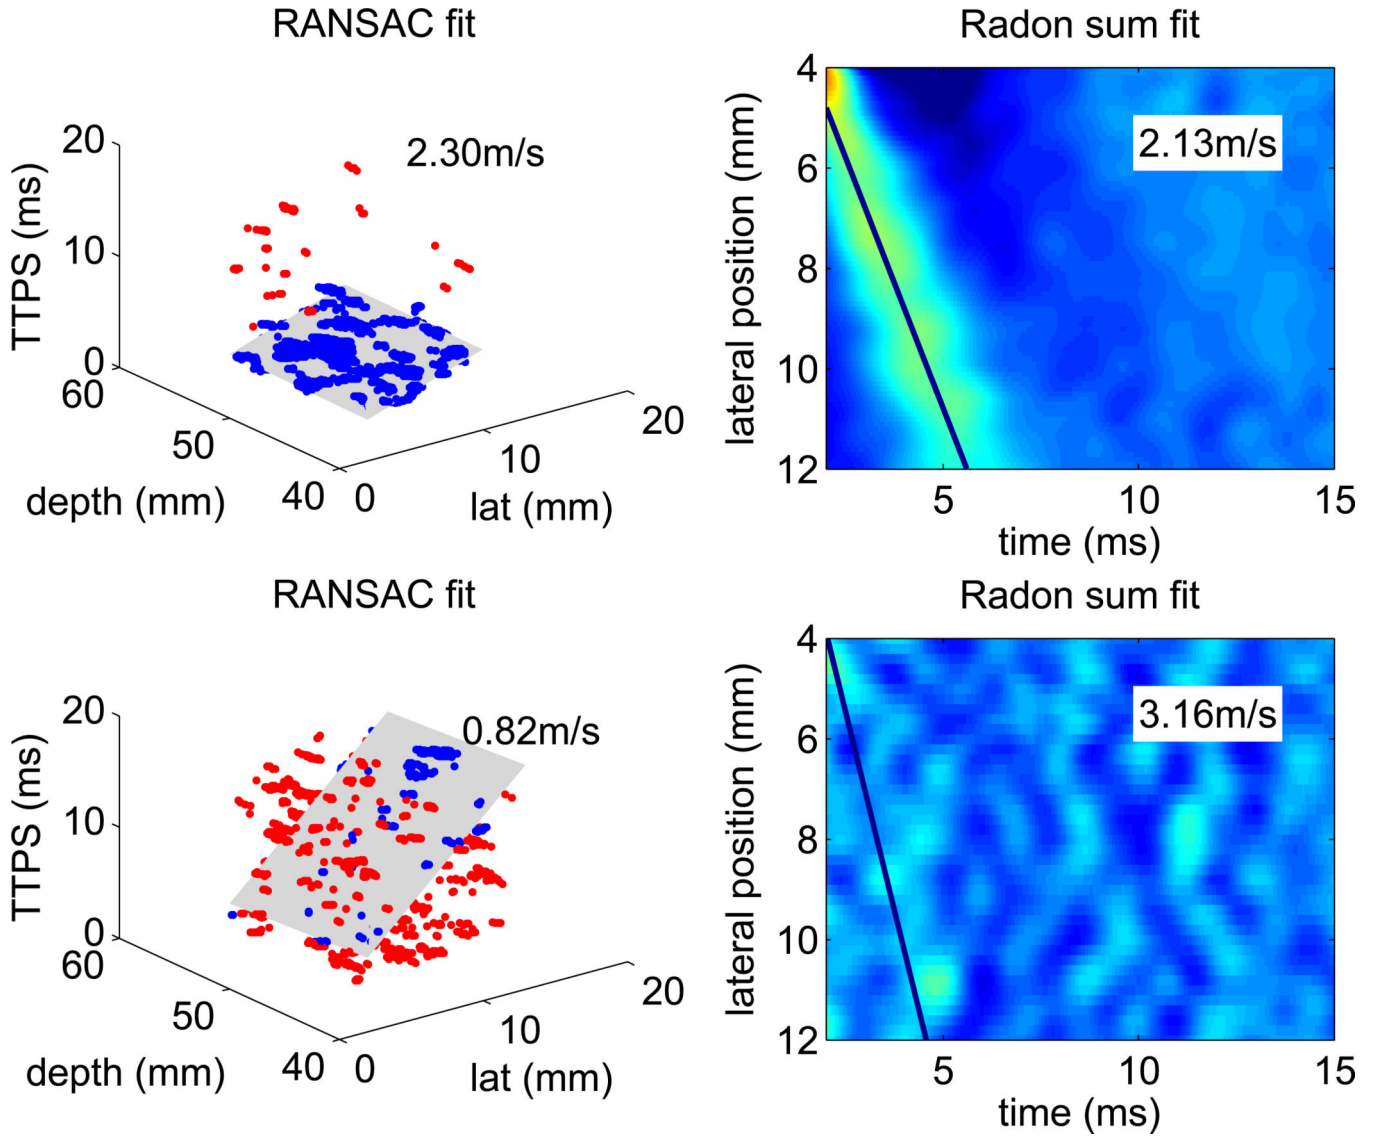 RANSAC fit
2.30m/s
TTPS (ms)
20
10
0
60
50
40
depth (mm)
0
10
20
lat (mm)
Radon sum fit
2.13m/s
lateral position (mm)
4
6
8
10
12
5
10
15
time (ms)
RANSAC fit
0.82m/s
TTPS (ms)
20
10
0
60
50
40
depth (mm)
0
10
20
lat (mm)
Radon sum fit
3.16m/s
lateral position (mm)
4
6
8
10
12
5
10
15
time (ms)